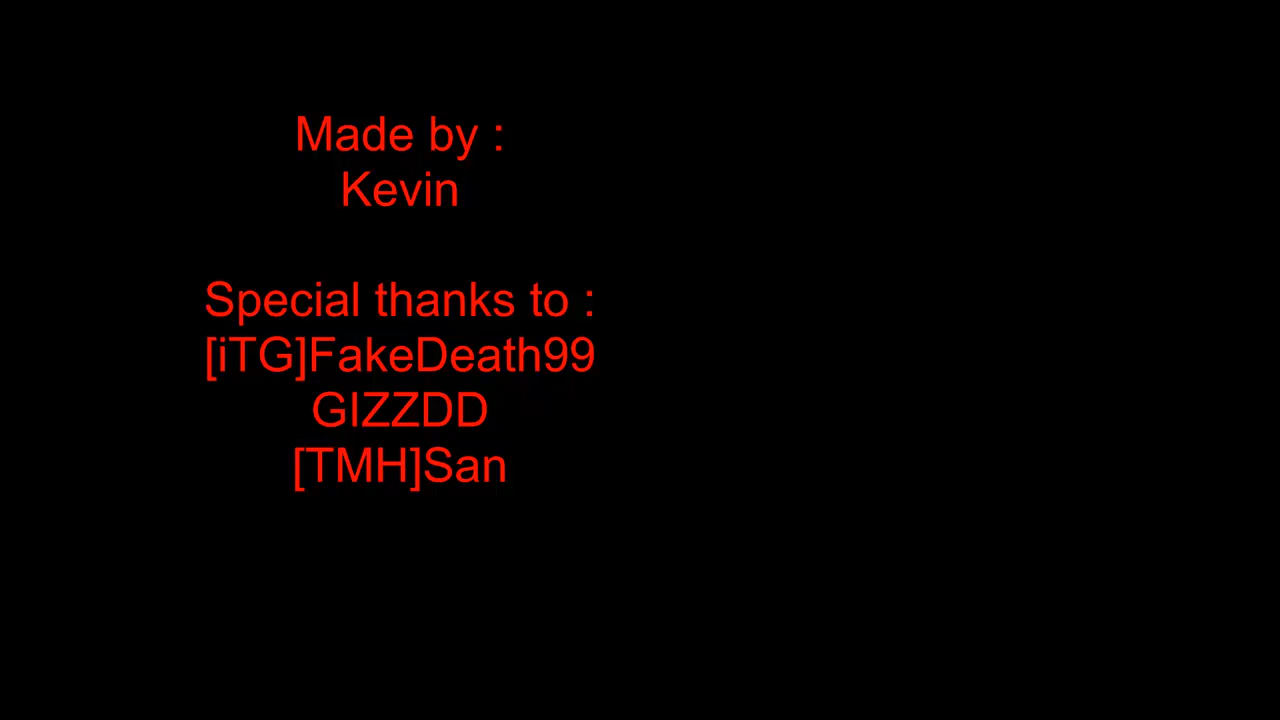 Made by :
Kevin
Special thanks to :
[iTG]FakeDeath99
GIZZDD
[TMH]San